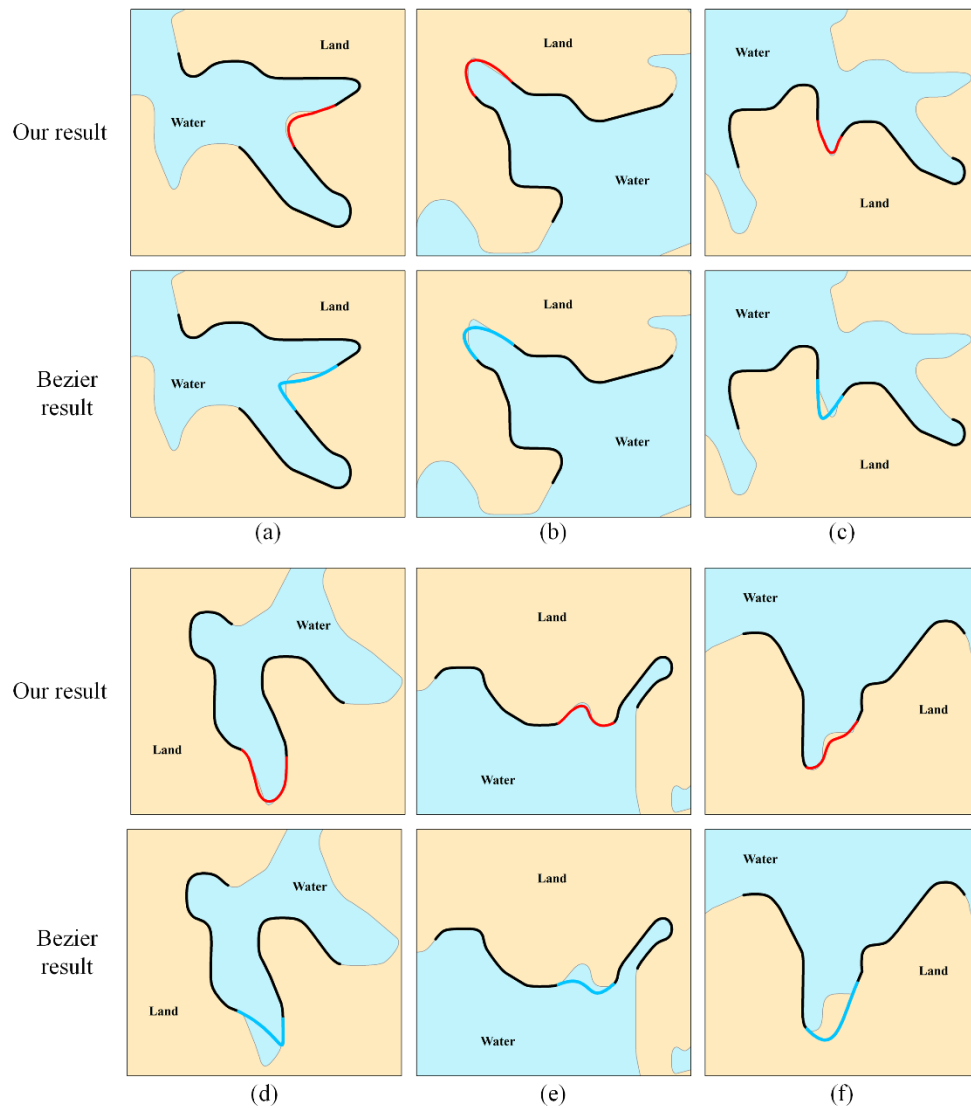 Our result
Land
Water
Land
Water
Water
Land
Bezier
result
Land
Water
Land
Water
Water
Land
(a)
(b)
(c)
Our result
Water
Land
Land
Water
Water
Land
Bezier
result
Water
Land
Land
Water
Water
Land
(d)
(e)
(f)